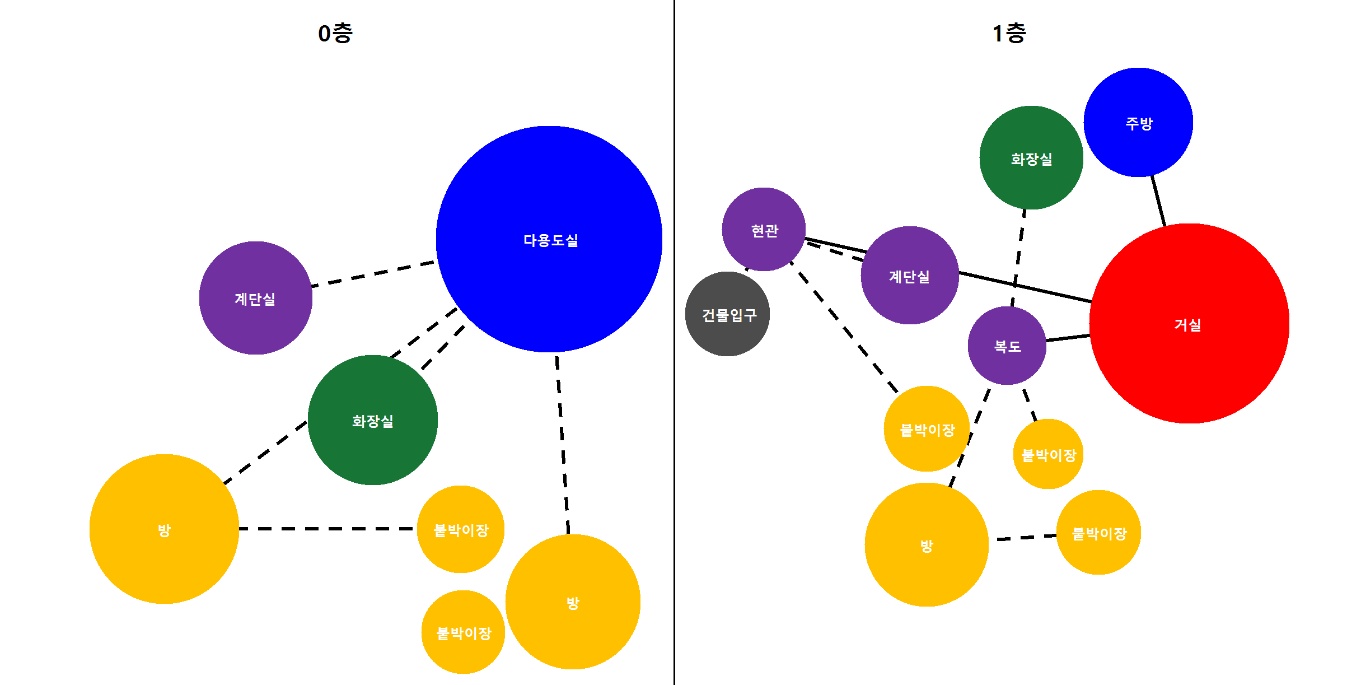 0층
다용도실
계단실
화장실
방
붙박이장
방
붙박이장
1층
주방
화장실
현관
계단실
건물입구
거실
복도
붙박이장
붙박이장
방
붙박이장